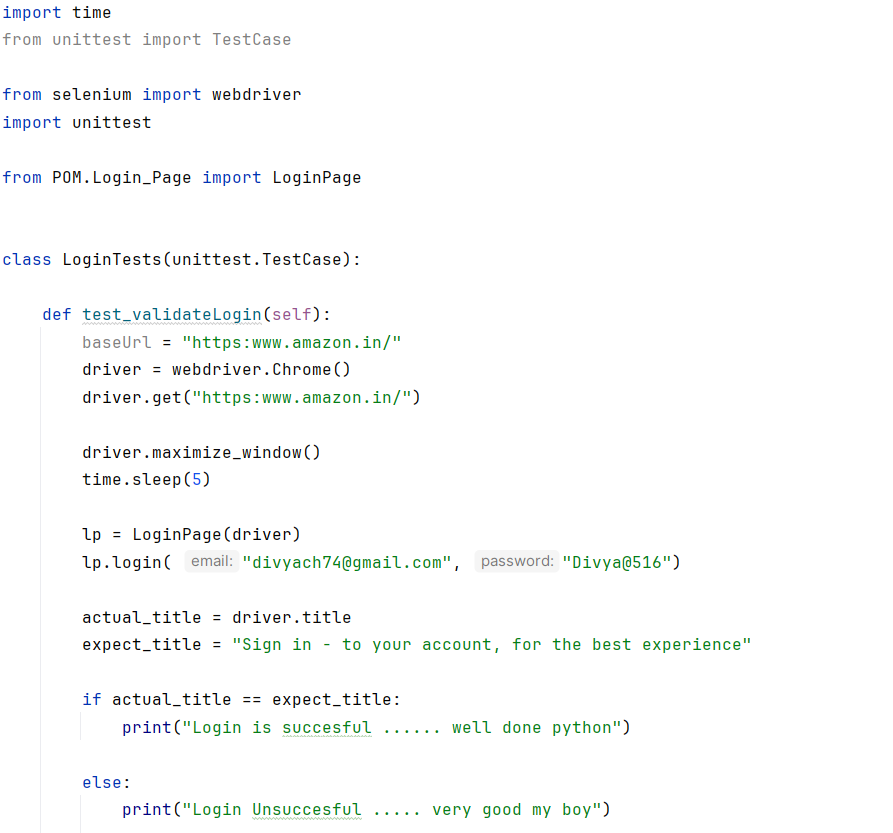 import time
from unittest import TestCase
from selenium import webdriver
import unittest
from POM.Login_Page import LoginPage
class LoginTests(unittest.TestCase):
def test_validateLogin(self):
baseUrl = "https:www.amazon.in/"
driver = webdriver.Chrome()
driver.get("https:www.amazon.in/")
driver.maximize_window()
time.sleep(5)
lp = LoginPage(driver)
lp.login( email: "divyach74@gmail.com", password: "Divya@516")
actual_title = driver.title
expect_title = "Sign in - to your account, for the best experience"
if actual_title == expect_title:
print("Login is succesful ...... well done python")
else:
print("Login Unsuccesful ..... very good my boy")